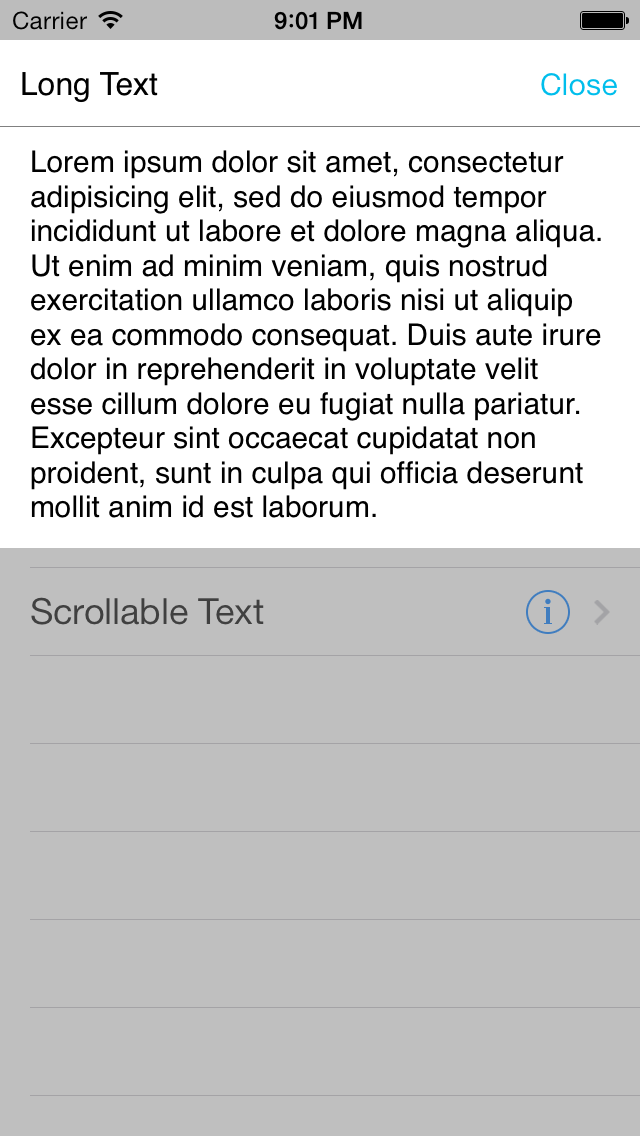 Carrier 9:01 PM
Long Text Close
Lorem ipsum dolor sit amet, consectetur
adipisicing elit, sed do eiusmod tempor
incididunt ut labore et dolore magna aliqua.
Ut enim ad minim veniam, quis nostrud
exercitation ullamco laboris nisi ut aliquip
ex ea commodo consequat. Duis aute irure
dolor in reprehenderit in voluptate velit
esse cillum dolore eu fugiat nulla pariatur.
Excepteur sint occaecat cupidatat non
proident, sunt in culpa qui officia deserunt
mollit anim id est laborum.
Scrollable Text i